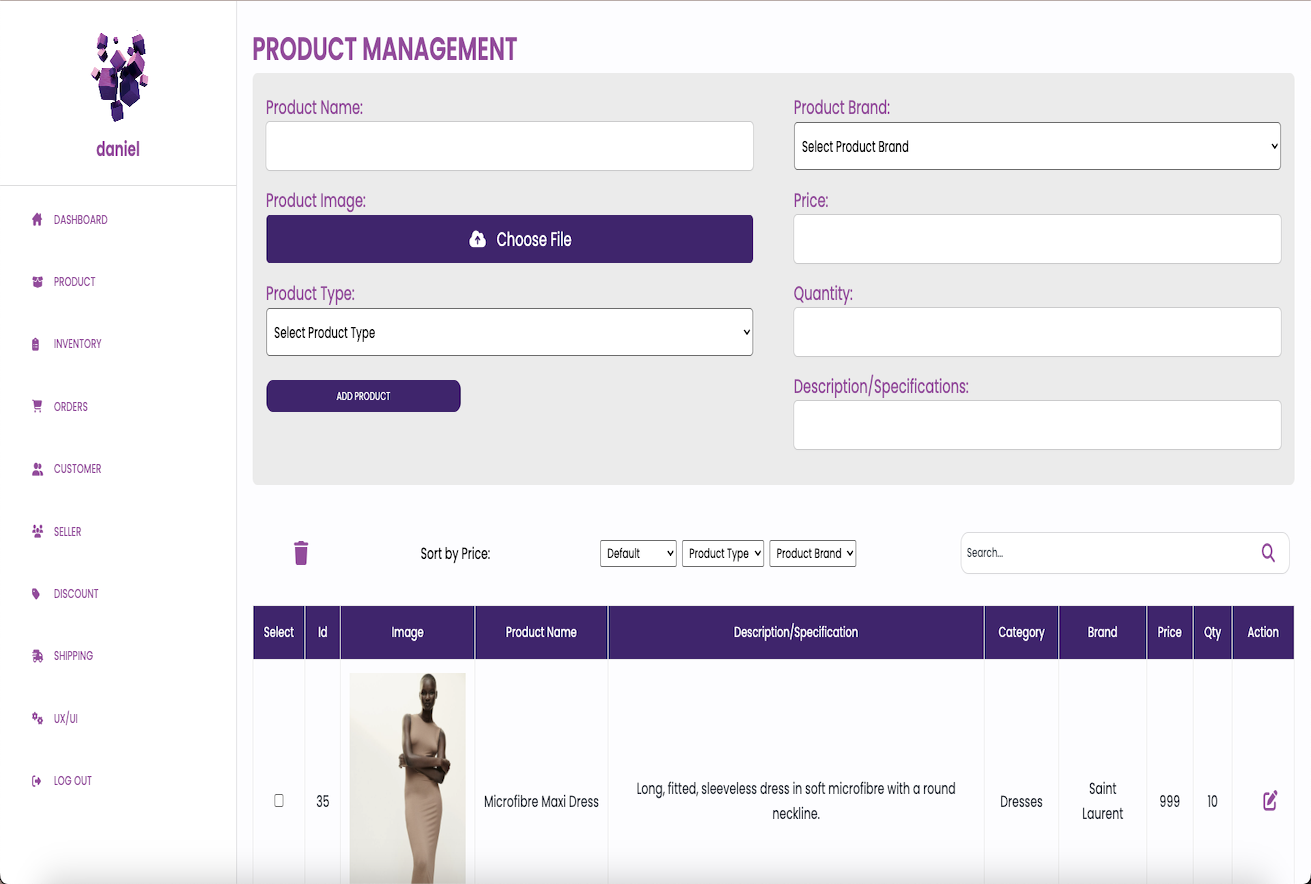 daniel
DASHBOARD
PRODUCT
INVENTORY
ORDERS
CUSTOMER
SELLER
DISCOUNT
SHIPPING
UX/UI
LOG OUT
PRODUCT MANAGEMENT
Product Name:
Product Image:
Choose File
Product Type:
Select Product Type
ADD PRODUCT
Product Brand:
Select Product Brand
Price:
Quantity:
Description/Specifications:
Sort by Price: Default Product Type Product Brand Search...
Select Id Image Product Name Description/Specification Category Brand Price Qty Action
35 Microfibre Maxi Dress Long, fitted, sleeveless dress in soft microfibre with a round
neckline. Dresses Saint
Laurent 999 10